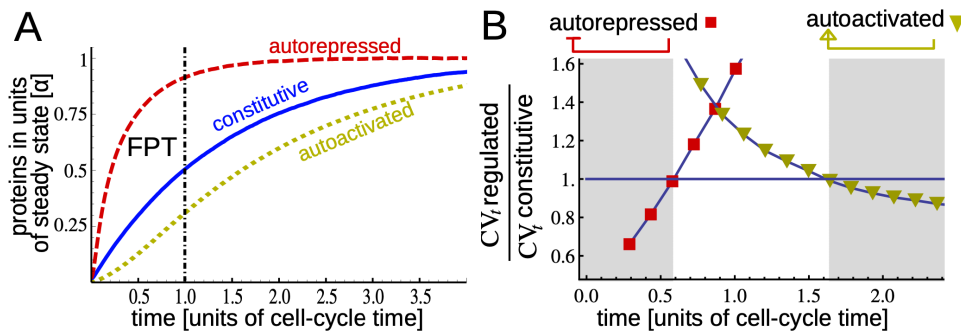 A
proteins in units
of steady state [α]
1
0.75
0.5
0.25
autorepressed
constitutive
autoactivated
FPT
0.5 1.0 1.5 2.0 2.5 3.0 3.5
time [units of cell-cycle time]
B
autorepressed
autoactivated
CVt regulated
CVt constitutive
1.6
1.4
1.2
1.
0.8
0.6
0.0 0.5 1.0 1.5 2.0
time [units of cell-cycle time]